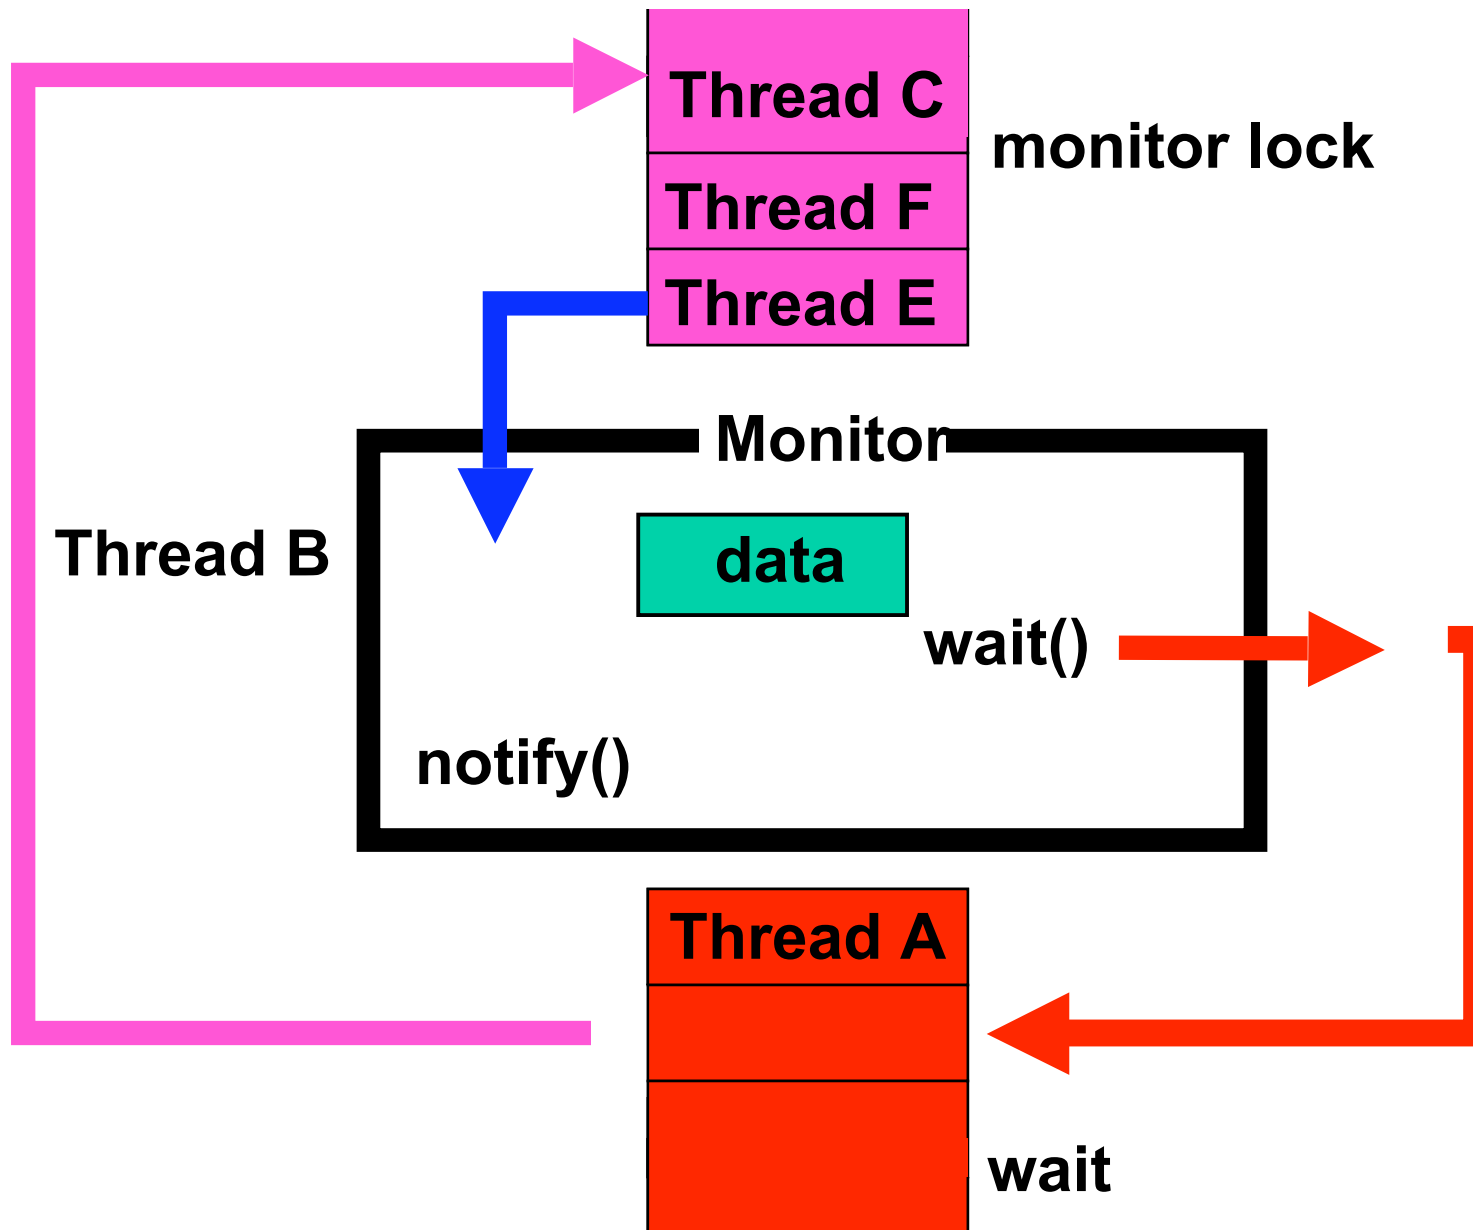 Thread C
monitor lock
Thread F
Thread E
Monitor
Thread B
data
wait()
notify()
Thread A
wait